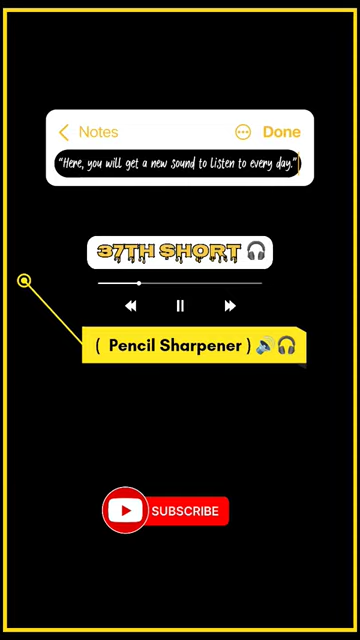 Notes
Done
"Here, you will get a new sound to listen to every day."
37TH SHORT
( Pencil Sharpener )
SUBSCRIBE